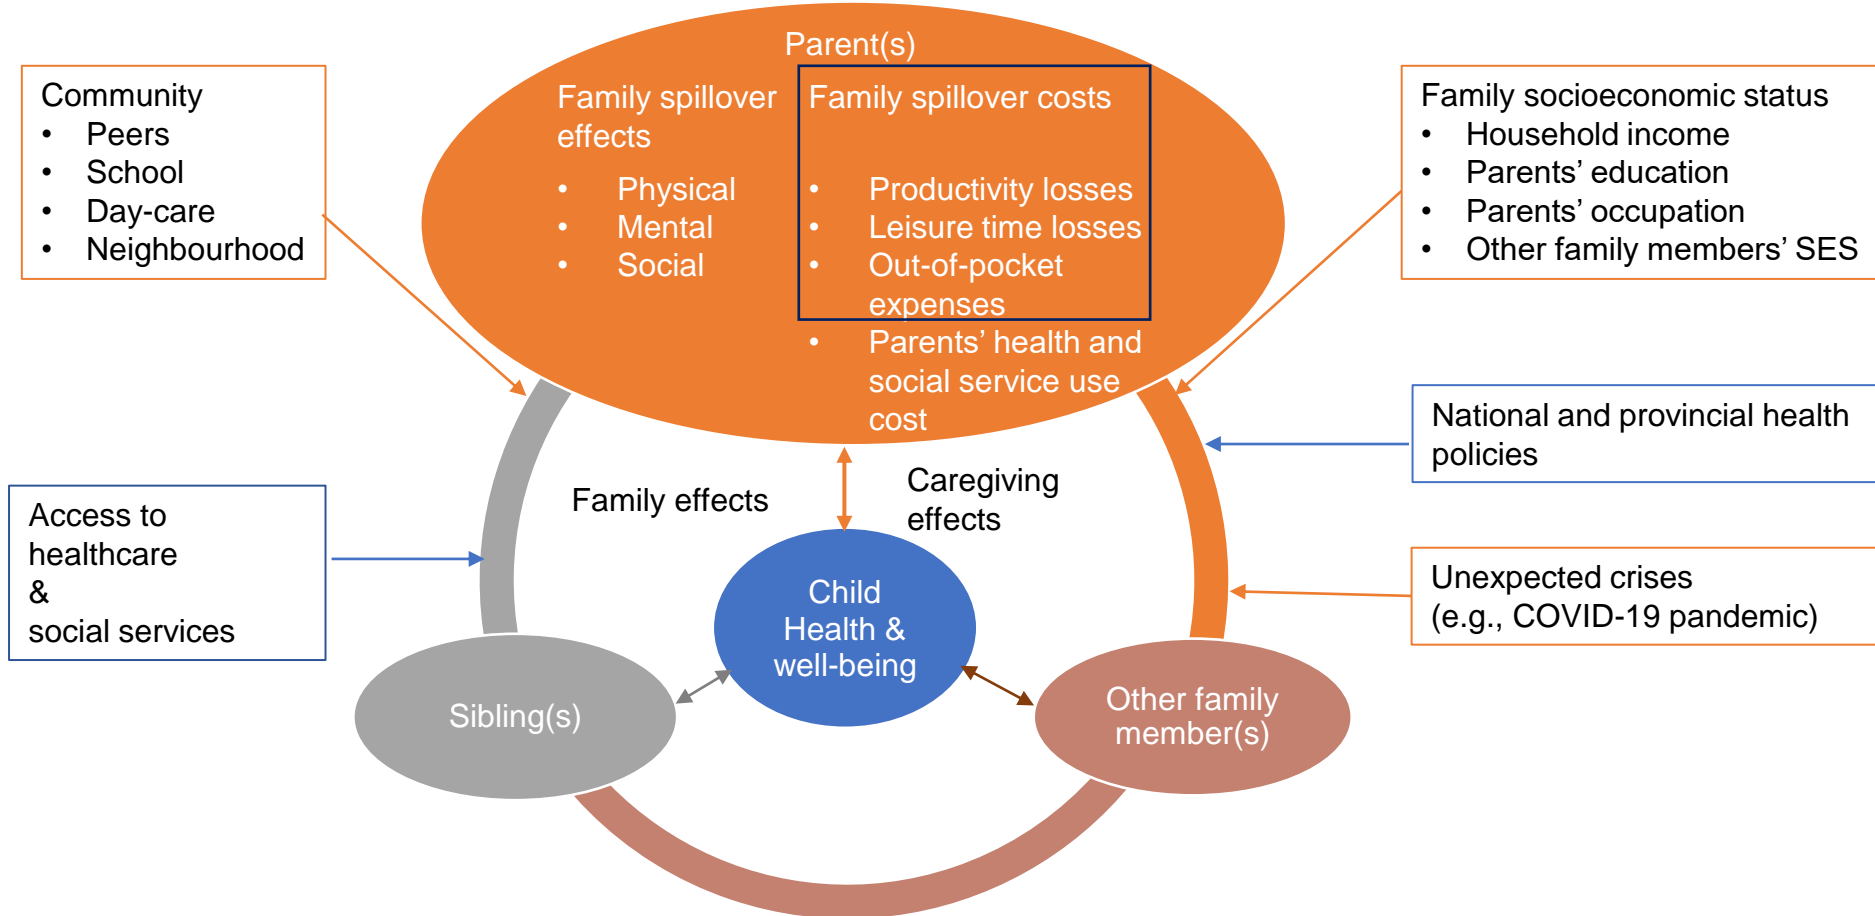 Parent(s)
Community
• Peers
• School
• Day-care
• Neighbourhood
Family spillover
effects
• Physical
• Mental
• Social
Family spillover costs
• Productivity losses
• Leisure time losses
• Out-of-pocket
expenses
• Parents' health and
social service use
cost
Family socioeconomic status
• Household income
• Parents' education
• Parents' occupation
• Other family members' SES
National and provincial health
policies
Family effects
Caregiving
effects
Access to
healthcare
&
social services
Unexpected crises
(e.g., COVID-19 pandemic)
Child
Health &
well-being
Sibling(s)
Other family
member(s)